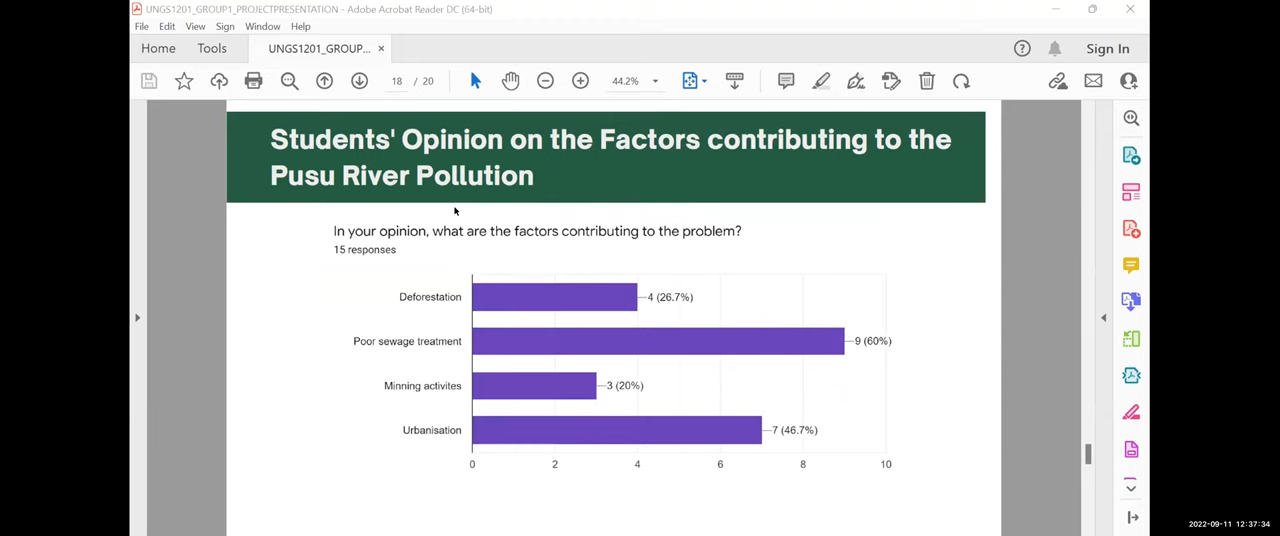 UNGS1201_GROUP1_PROJECTPRESENTATION - Adobe Acrobat Reader DC (64-bit)
File Edit View Sign Window Help
Home Tools UNGS1201_GROUP... × Sign In
18 / 20 44.2%
Students' Opinion on the Factors contributing to the
Pusu River Pollution
In your opinion, what are the factors contributing to the problem?
15 responses
Deforestation 4 (26.7%)
Poor sewage treatment 9 (60%)
Minning activites 3 (20%)
Urbanisation 7 (46.7%)
0 2 4 6 8 10
2022-09-11 12:37:34